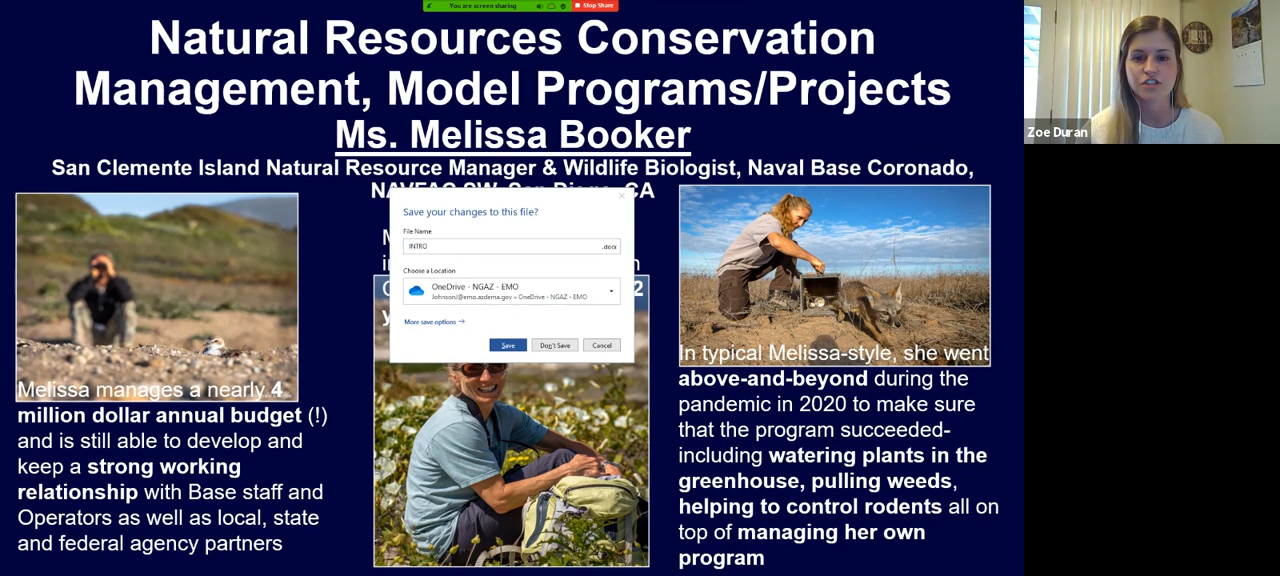 You are screen sharing
Stop Share
Natural Resources Conservation
Management, Model Programs/Projects
Ms. Melissa Booker
San Clemente Island Natural Resource Manager & Wildlife Biologist, Naval Base Coronado,
NAVFAC SW, San Diego, CA
Zoe Duran
Save your changes to this file?
File Name
INTRO
.docx
Choose a Location
OneDrive - NGAZ - EMO
JohnsonJ@emo.azdema.gov » OneDrive - NGAZ - EMO
More save options →
Save
Don't Save
Cancel
Melissa manages a nearly 4
million dollar annual budget (!)
and is still able to develop and
keep a strong working
relationship with Base staff and
Operators as well as local, state
and federal agency partners
In typical Melissa-style, she went
above-and-beyond during the
pandemic in 2020 to make sure
that the program succeeded-
including watering plants in the
greenhouse, pulling weeds,
helping to control rodents all on
top of managing her own
program